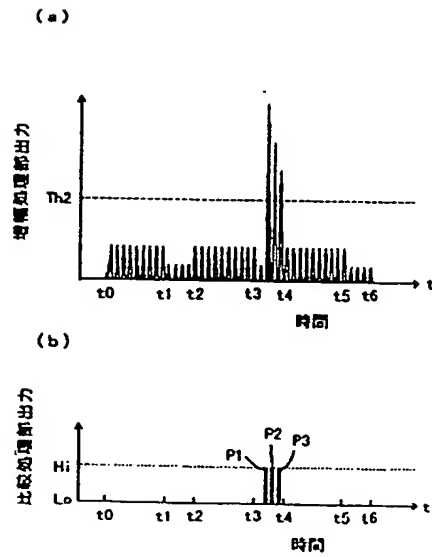 (a)
増幅処理部出力
Th2
t0 t1 t2 t3 t4 t5 t6 t
時間
(b)
比較処理部出力
P1 P2 P3
Hi
Lo
t0 t1 t2 t3 t4 t5 t6 t
時間